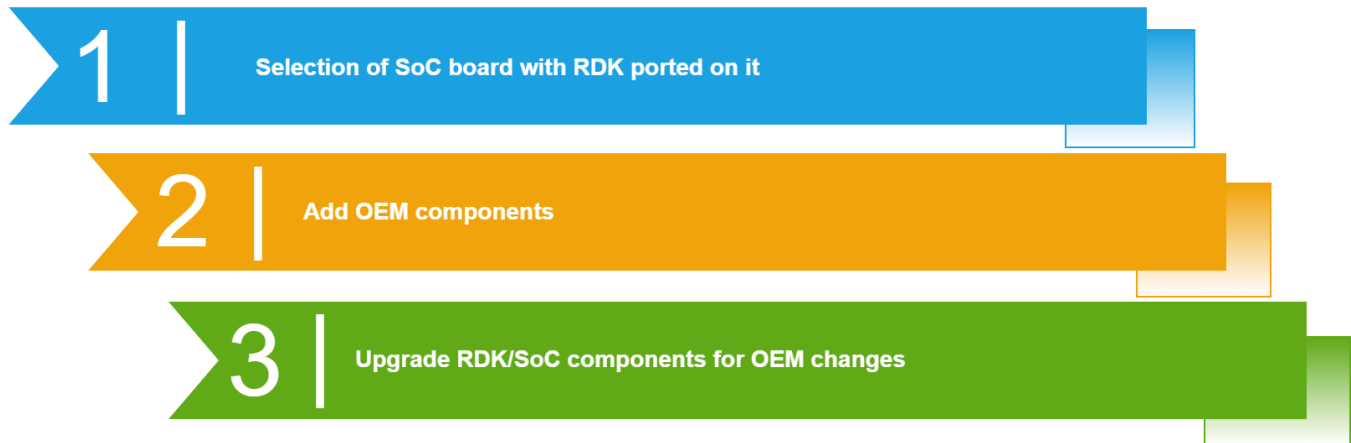 1 Selection of SoC board with RDK ported on it
2 Add OEM components
3 Upgrade RDK/SoC components for OEM changes